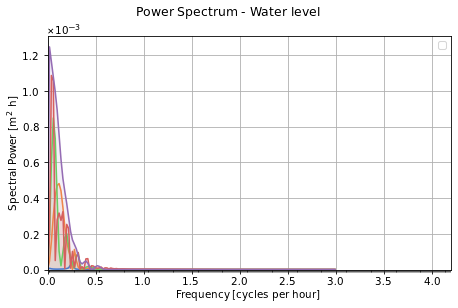 Power Spectrum - Water level
×10⁻³
1.2
1.0
0.8
0.6
0.4
0.2
0.0
Spectral Power [m² h]
0.0 0.5 1.0 1.5 2.0 2.5 3.0 3.5 4.0
Frequency [cycles per hour]